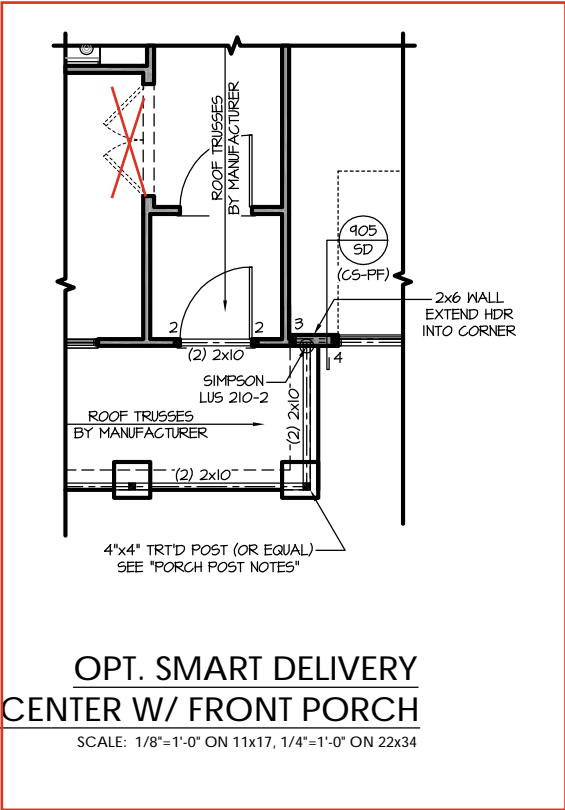 ROOF TRUSSES
BY MANUFACTURER
905
SD
(CS-PF)
2x6 WALL
EXTEND HDR
INTO CORNER
2
2
3
4
(2) 2x10
SIMPSON
LUS 210-2
(2) 2x10
ROOF TRUSSES
BY MANUFACTURER
(2) 2x10
4"x4" TRT'D POST (OR EQUAL)
SEE "PORCH POST NOTES"
OPT. SMART DELIVERY
CENTER W/ FRONT PORCH
SCALE: 1/8"=1'-0" ON 11x17, 1/4"=1'-0" ON 22x34